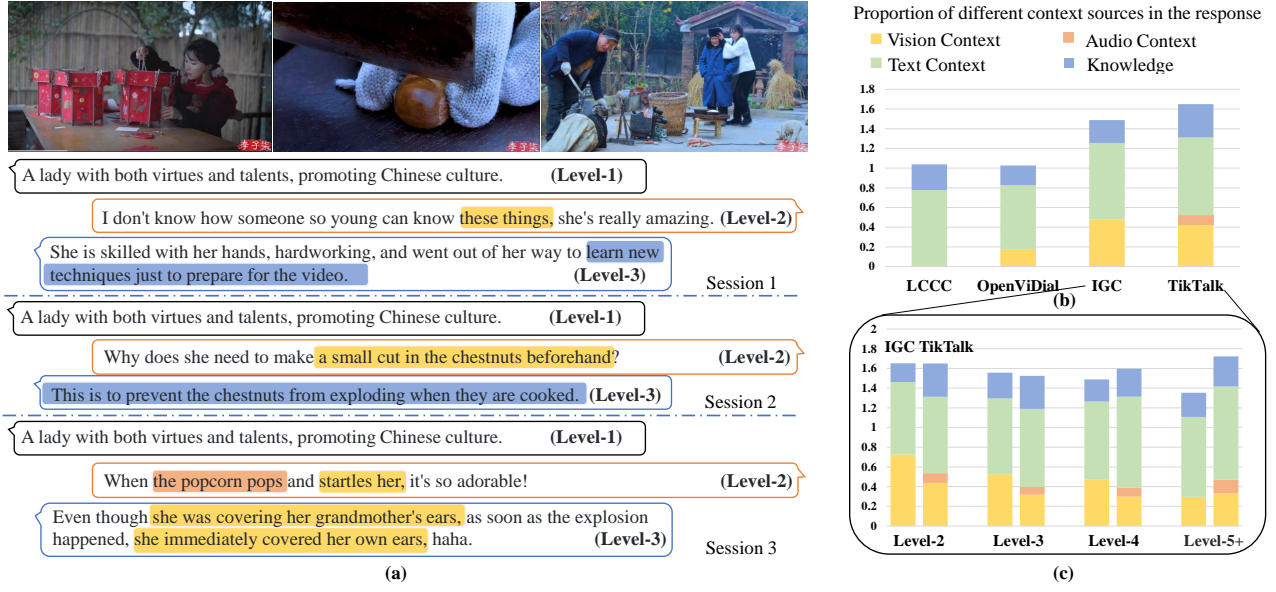 李子柒
李子柒
李子柒
A lady with both virtues and talents, promoting Chinese culture. (Level-1)
I don't know how someone so young can know these things, she's really amazing. (Level-2)
She is skilled with her hands, hardworking, and went out of her way to learn new
techniques just to prepare for the video. (Level-3)
Session 1
A lady with both virtues and talents, promoting Chinese culture. (Level-1)
Why does she need to make a small cut in the chestnuts beforehand? (Level-2)
This is to prevent the chestnuts from exploding when they are cooked. (Level-3)
Session 2
A lady with both virtues and talents, promoting Chinese culture. (Level-1)
When the popcorn pops and startles her, it's so adorable! (Level-2)
Even though she was covering her grandmother's ears, as soon as the explosion
happened, she immediately covered her own ears, haha. (Level-3)
Session 3
(a)
Proportion of different context sources in the response
Vision Context Audio Context
Text Context Knowledge
1.8
1.6
1.4
1.2
1
0.8
0.6
0.4
0.2
0
LCCC OpenViDial IGC TikTalk
(b)
2
1.8
1.6
1.4
1.2
1
0.8
0.6
0.4
0.2
0
IGC TikTalk
Level-2 Level-3 Level-4 Level-5+
(c)